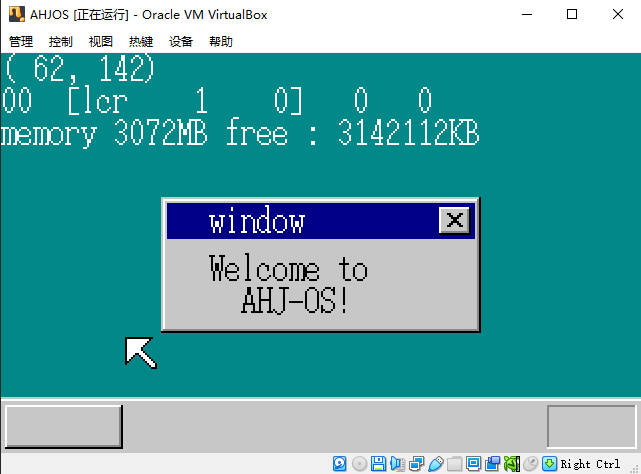 AHJOS [正在运行] - Oracle VM VirtualBox
管理 控制 视图 热键 设备 帮助
( 62, 142)
00 [lcr 1 0] 0 0
memory 3072MB free : 3142112KB
window
Welcome to
AHJ-OS!
Right Ctrl